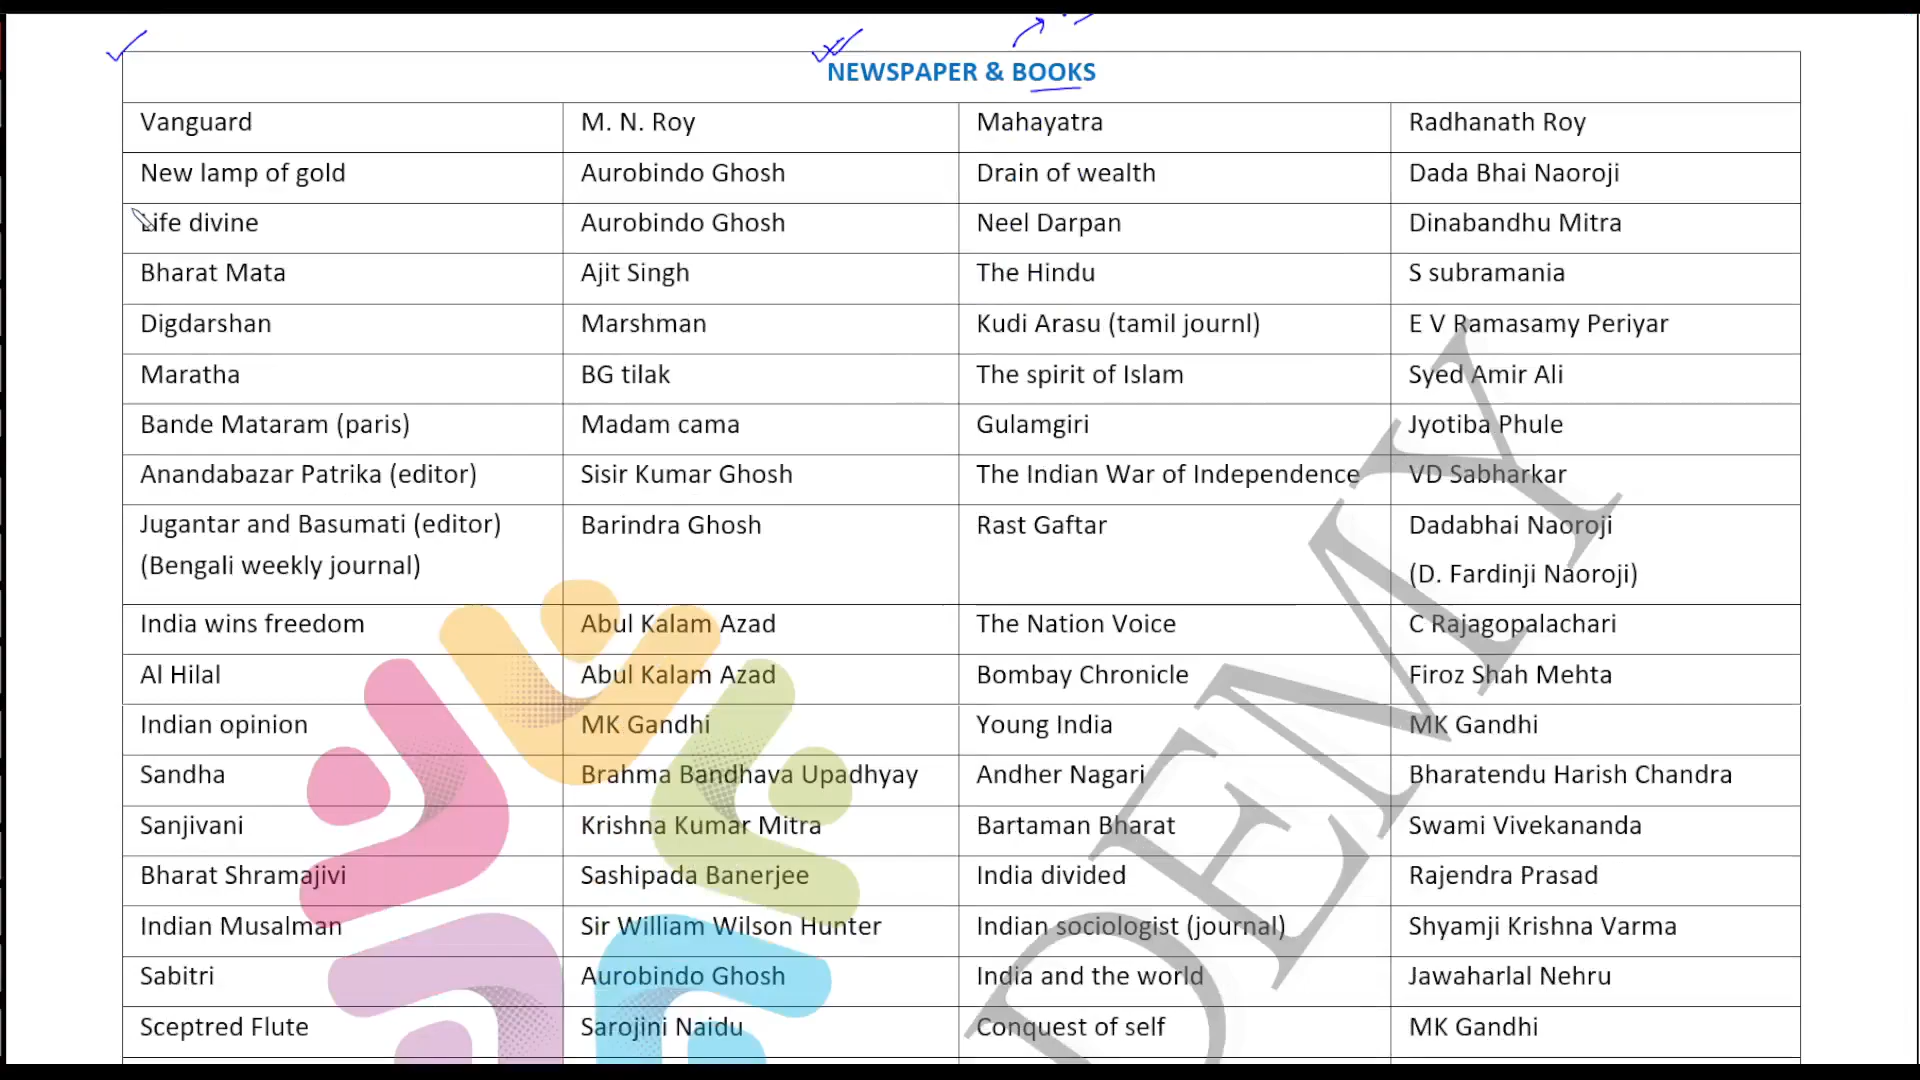 NEWSPAPER & BOOKS
Vanguard M. N. Roy Mahayatra Radhanath Roy
New lamp of gold Aurobindo Ghosh Drain of wealth Dada Bhai Naoroji
Life divine Aurobindo Ghosh Neel Darpan Dinabandhu Mitra
Bharat Mata Ajit Singh The Hindu S subramania
Digdarshan Marshman Kudi Arasu (tamil journl) E V Ramasamy Periyar
Maratha BG tilak The spirit of Islam Syed Amir Ali
Bande Mataram (paris) Madam cama Gulamgiri Jyotiba Phule
Anandabazar Patrika (editor) Sisir Kumar Ghosh The Indian War of Independence VD Sabharkar
Jugantar and Basumati (editor) Barindra Ghosh Rast Gaftar Dadabhai Naoroji
(Bengali weekly journal) (D. Fardinji Naoroji)
India wins freedom Abul Kalam Azad The Nation Voice C Rajagopalachari
Al Hilal Abul Kalam Azad Bombay Chronicle Firoz Shah Mehta
Indian opinion MK Gandhi Young India MK Gandhi
Sandha Brahma Bandhava Upadhyay Andher Nagari Bharatendu Harish Chandra
Sanjivani Krishna Kumar Mitra Bartaman Bharat Swami Vivekananda
Bharat Shramajivi Sashipada Banerjee India divided Rajendra Prasad
Indian Musalman Sir William Wilson Hunter Indian sociologist (journal) Shyamji Krishna Varma
Sabitri Aurobindo Ghosh India and the world Jawaharlal Nehru
Sceptred Flute Sarojini Naidu Conquest of self MK Gandhi
DEMY